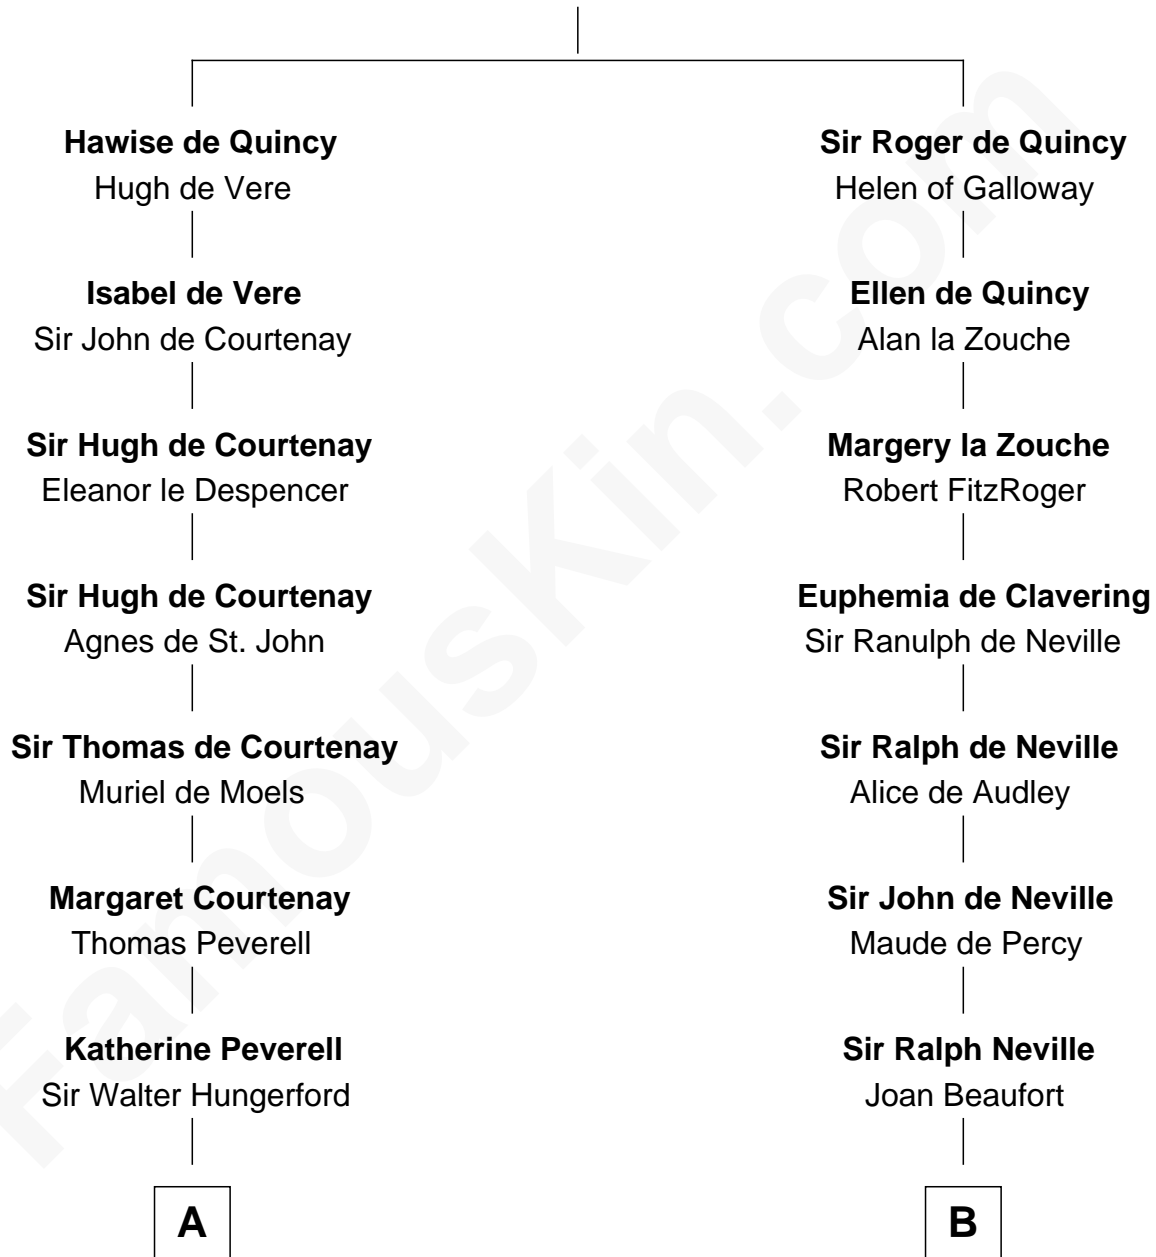 Hawise de Quincy
Hugh de Vere
Isabel de Vere
Sir John de Courtenay
Sir Hugh de Courtenay
Eleanor le Despencer
Sir Hugh de Courtenay
Agnes de St. John
Sir Thomas de Courtenay
Muriel de Moels
Margaret Courtenay
Thomas Peverell
Katherine Peverell
Sir Walter Hungerford
A
Sir Roger de Quincy
Helen of Galloway
Ellen de Quincy
Alan la Zouche
Margery la Zouche
Robert FitzRoger
Euphemia de Clavering
Sir Ranulph de Neville
Sir Ralph de Neville
Alice de Audley
Sir John de Neville
Maude de Percy
Sir Ralph Neville
Joan Beaufort
B
FamousKin.com